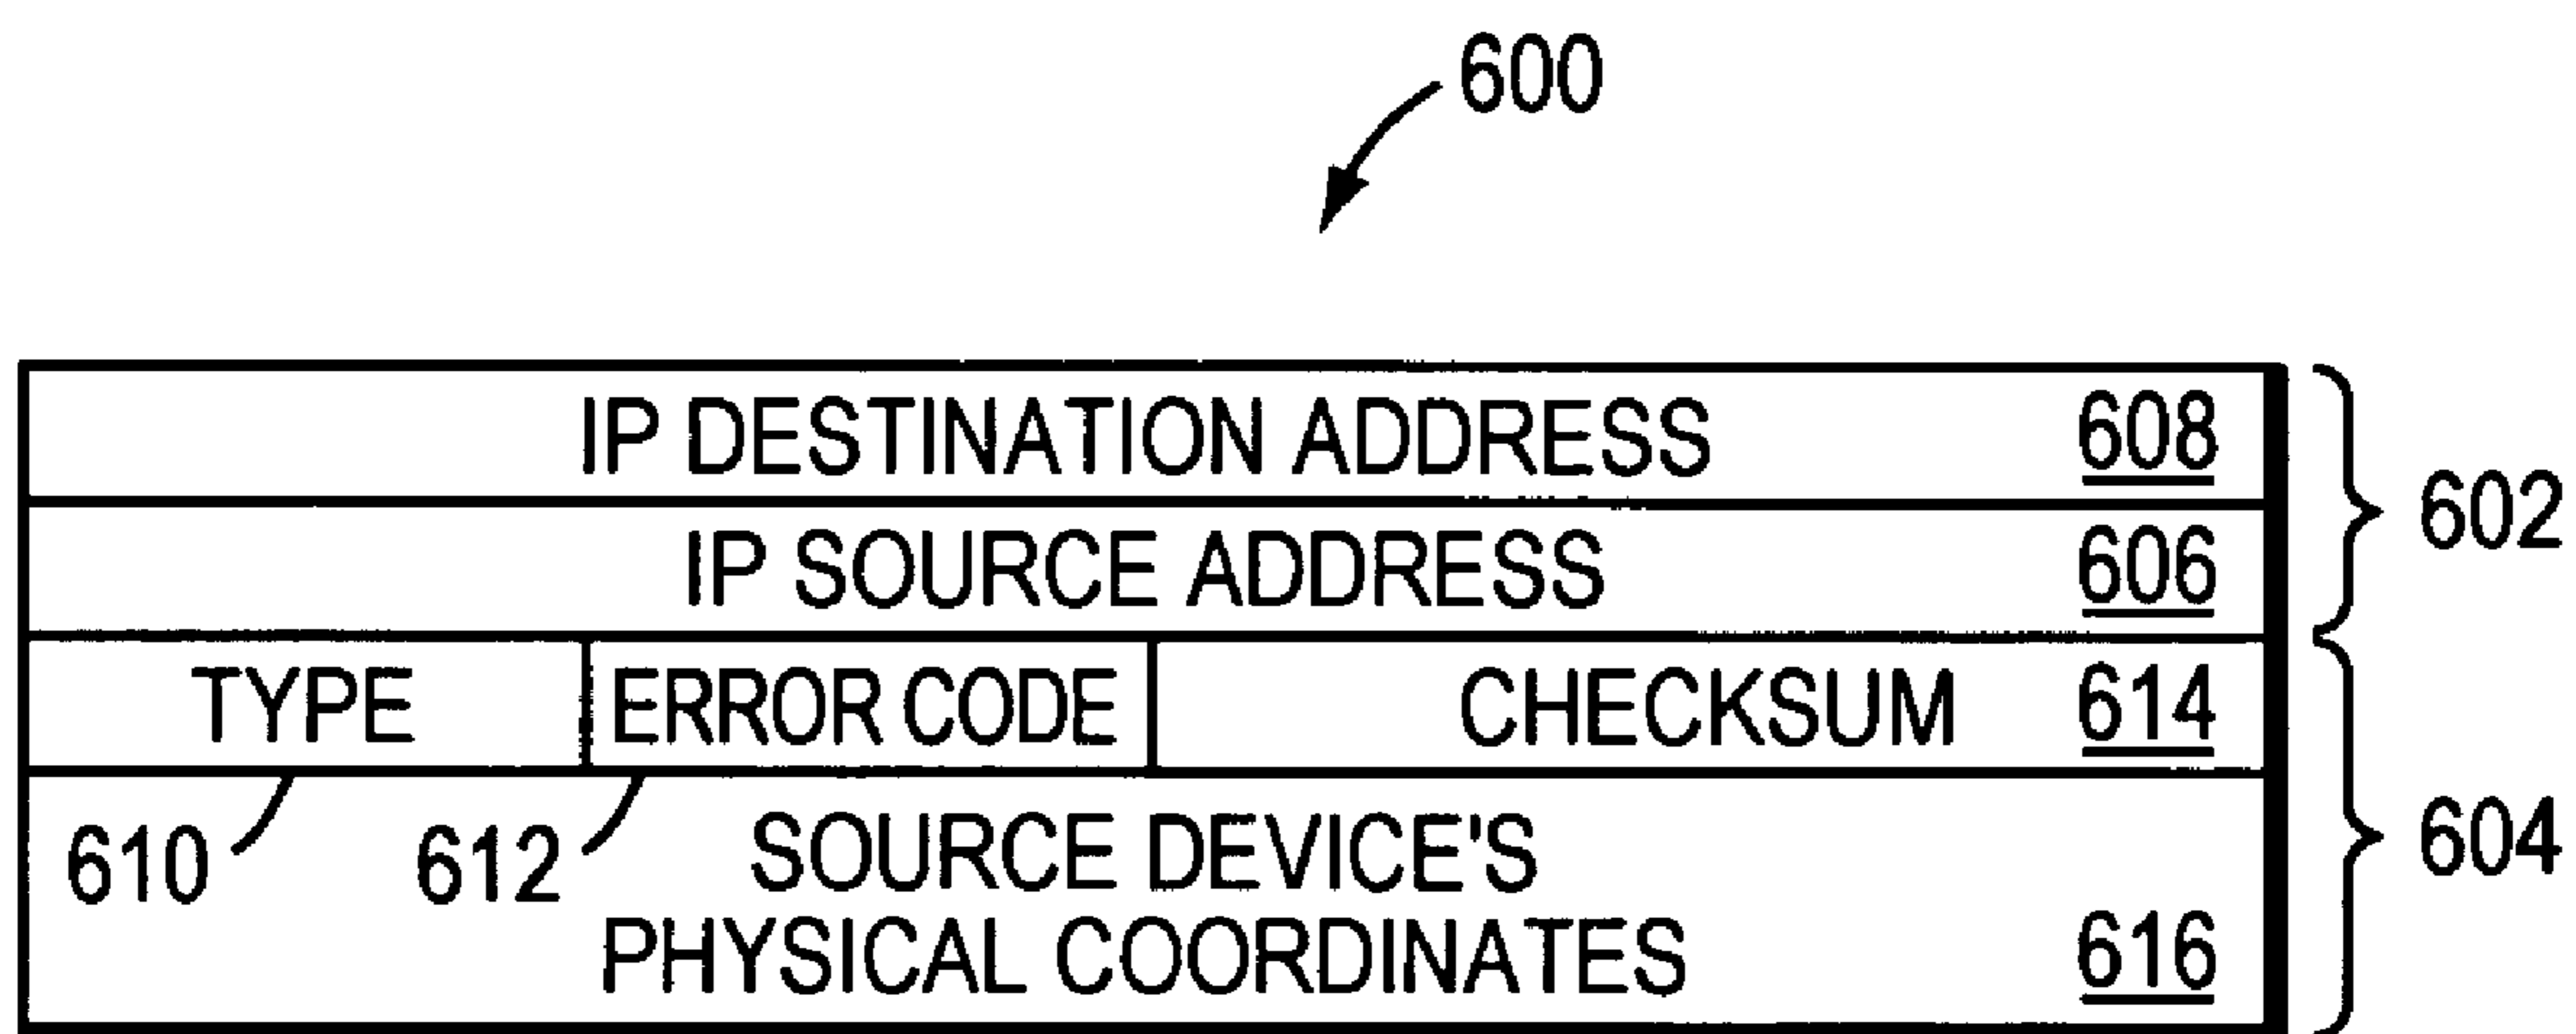 600
IP DESTINATION ADDRESS 608
602
IP SOURCE ADDRESS 606
TYPE ERROR CODE CHECKSUM 614
610 612 SOURCE DEVICE'S
604
PHYSICAL COORDINATES 616